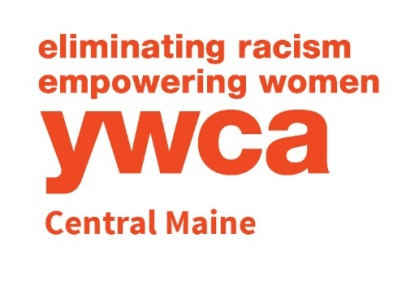 eliminating racism
empowering women
ywca
Central Maine